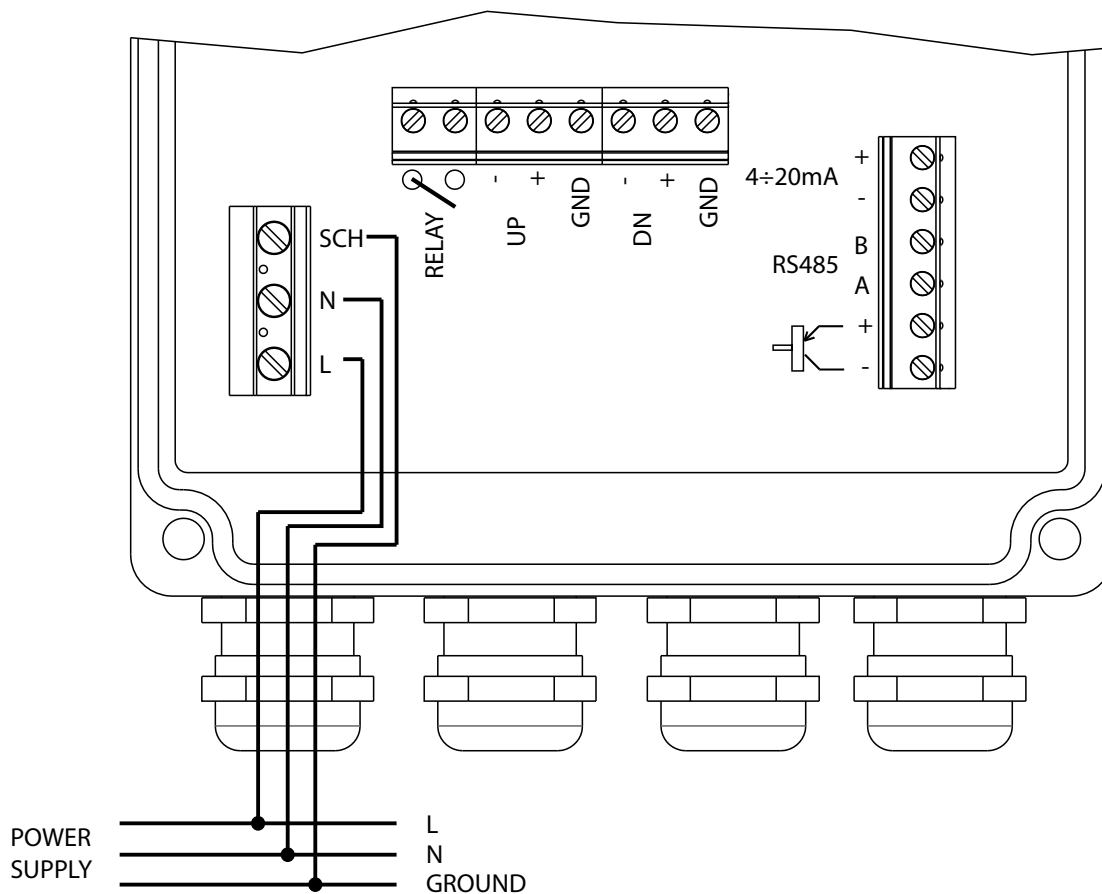 RELAY
-
+
GND
UP
-
+
GND
DN
4÷20mA
+
-
RS485
B
A
+
-
SCH
N
L
POWER
SUPPLY
L
N
GROUND